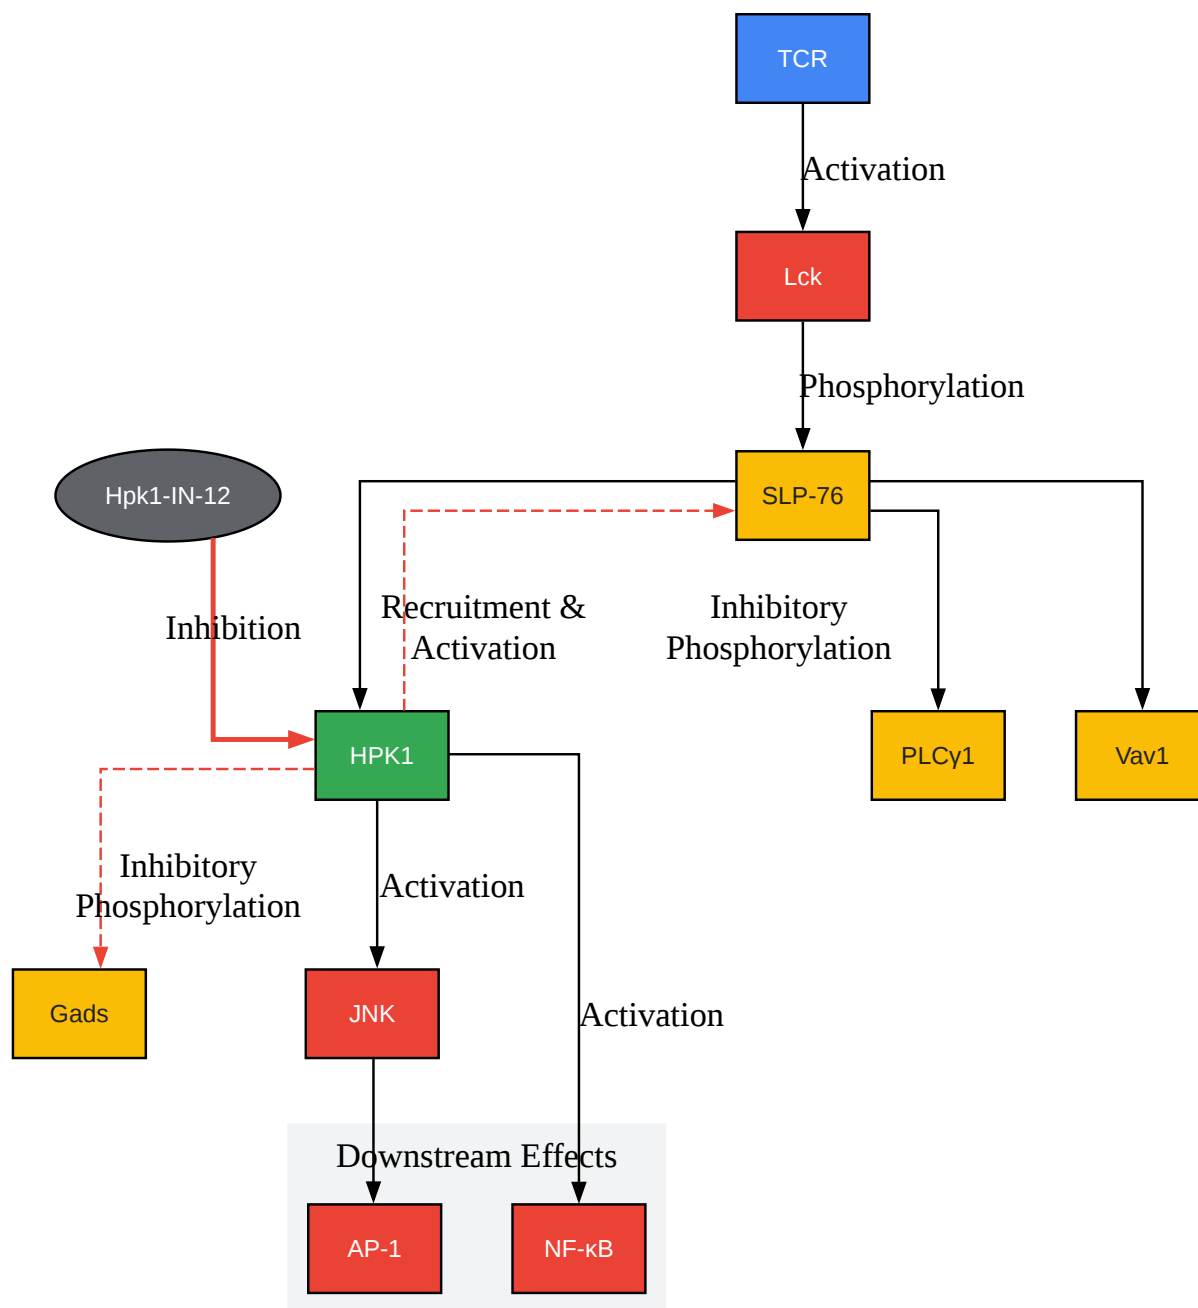 TCR
Activation
Lck
Phosphorylation
Hpk1-IN-12
SLP-76
Inhibition
Recruitment &
Activation
Inhibitory
Phosphorylation
HPK1
PLCγ1
Vav1
Inhibitory
Phosphorylation
Activation
Gads
JNK
Activation
Downstream Effects
AP-1
NF-κB